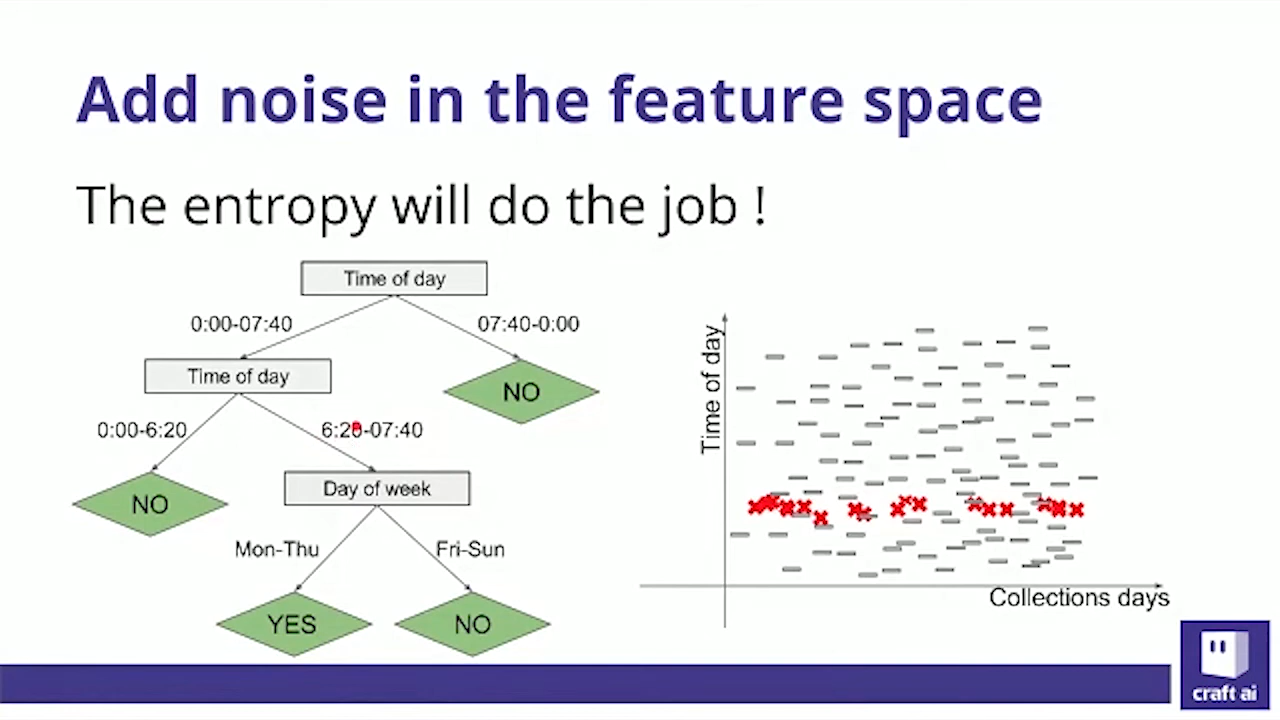 Add noise in the feature space
The entropy will do the job !
Time of day
0:00-07:40
07:40-0:00
Time of day
NO
0:00-6:20
6:20-07:40
NO
Day of week
Mon-Thu
Fri-Sun
YES
NO
Time of day
Collections days
craft ai